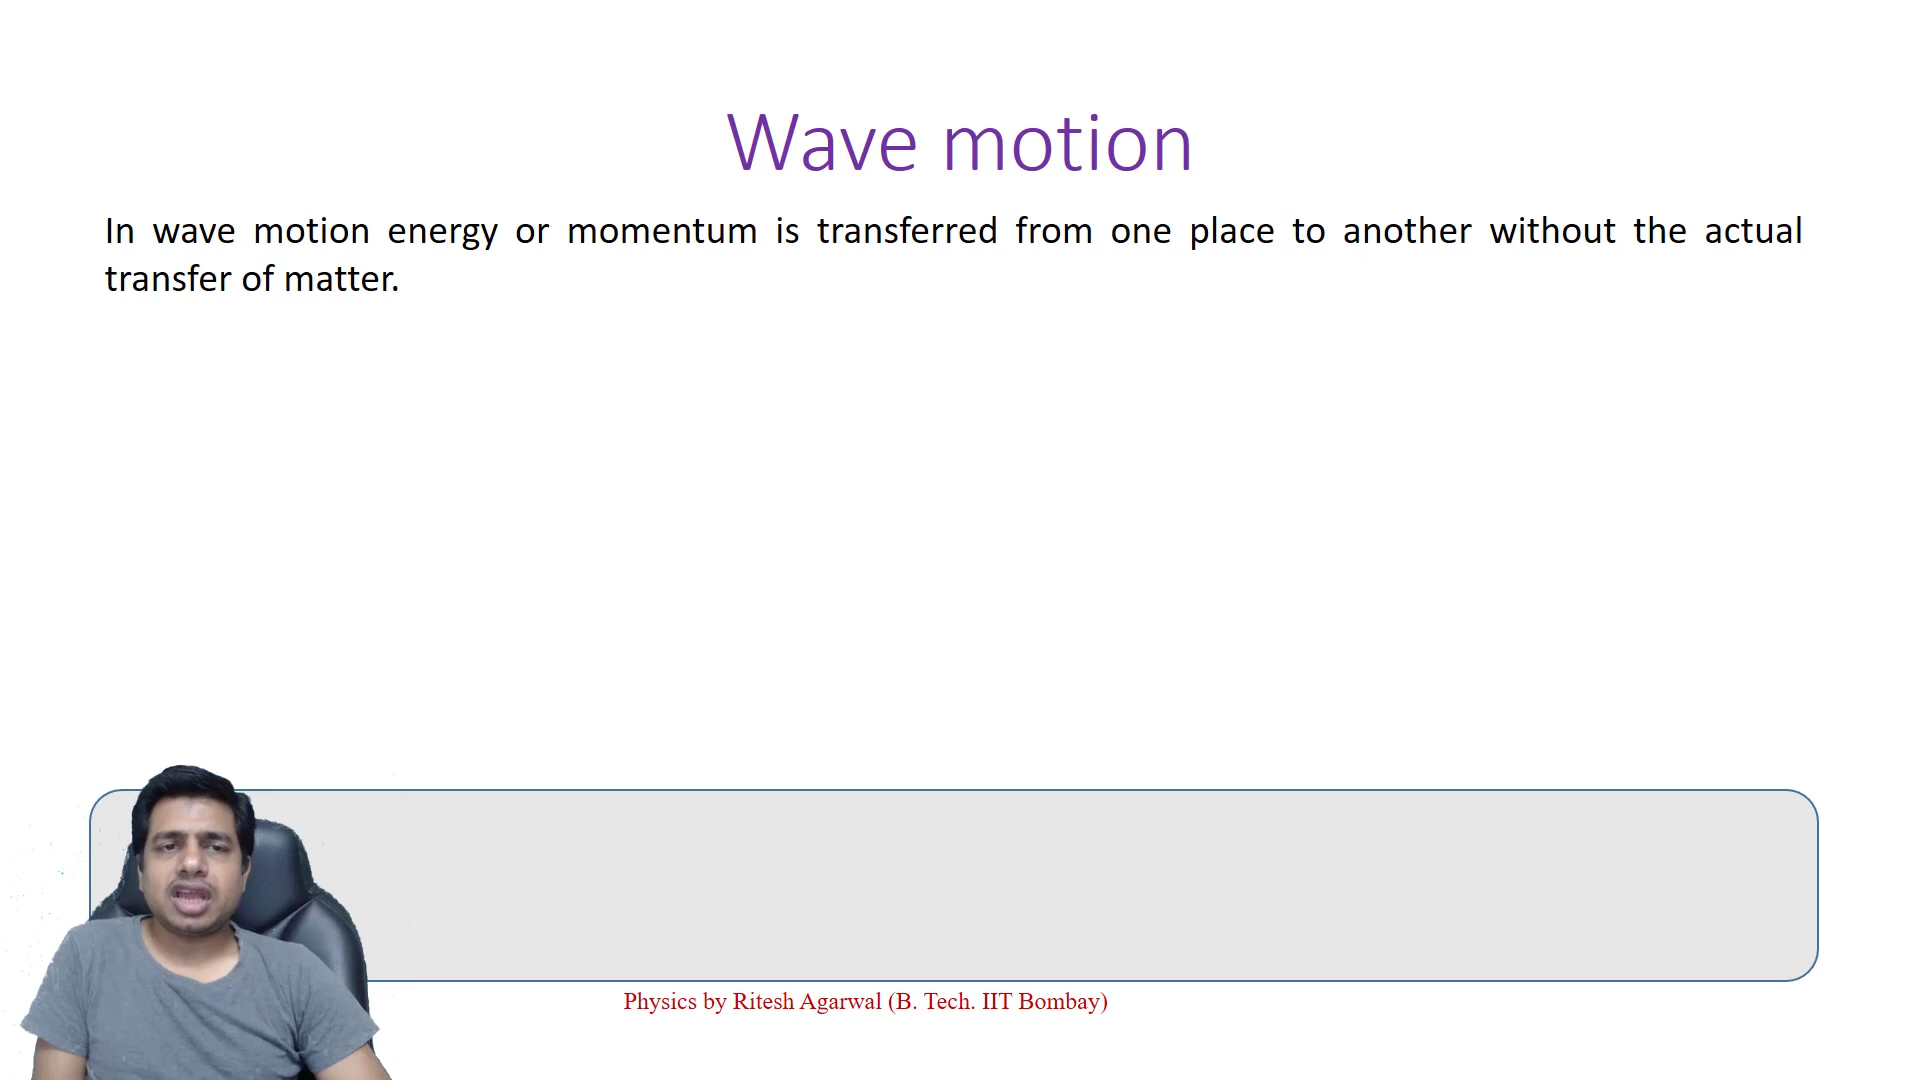 Wave motion
In wave motion energy or momentum is transferred from one place to another without the actual
transfer of matter.
Physics by Ritesh Agarwal (B. Tech. IIT Bombay)